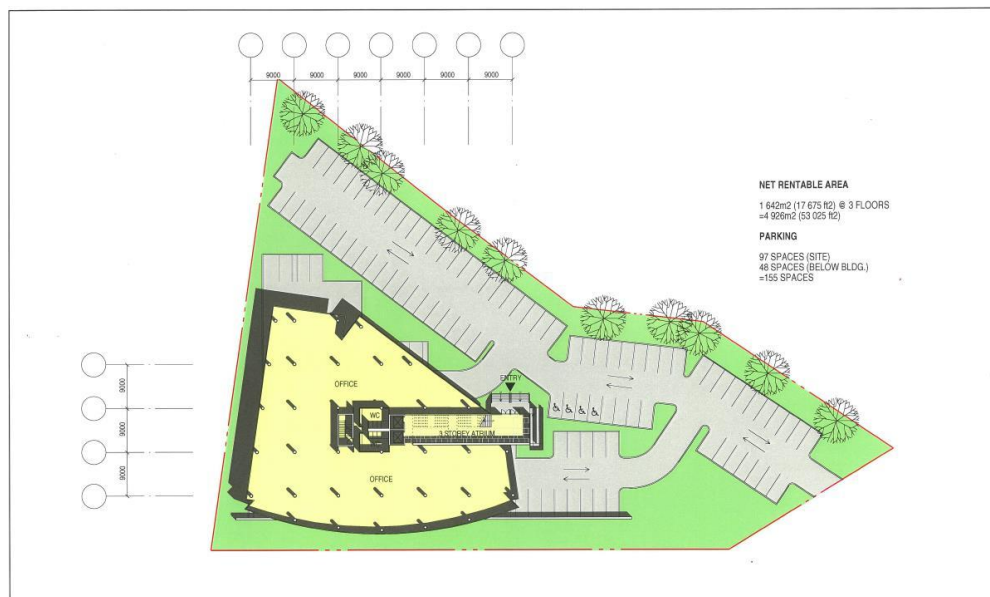 9000 9000 9000 9000 9000 9000
NET RENTABLE AREA
1 642m2 (17 675 ft2) @ 3 FLOORS
=4 926m2 (53 025 ft2)
PARKING
97 SPACES (SITE)
48 SPACES (BELOW BLDG.)
=155 SPACES
9000
9000
9000
ENTRY
OFFICE
WC
3 STOREY ATRIUM
OFFICE